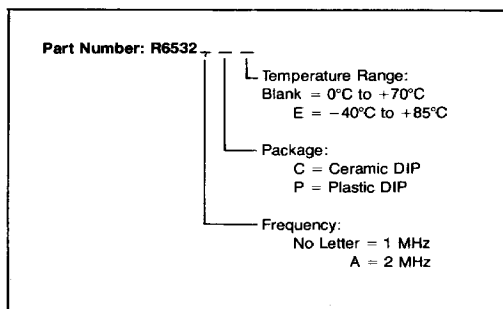 Part Number: R6532 _ _ _
Temperature Range:
Blank = 0°C to +70°C
E = −40°C to +85°C
Package:
C = Ceramic DIP
P = Plastic DIP
Frequency:
No Letter = 1 MHz
A = 2 MHz